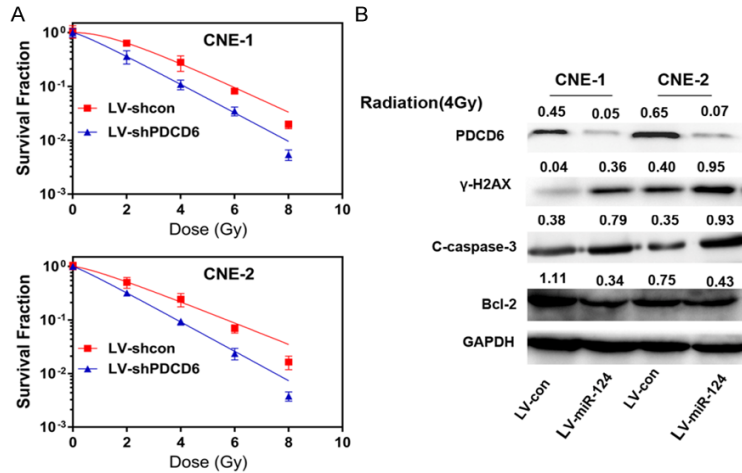 A
CNE-1
Survival Fraction
10⁰
10⁻¹
10⁻²
10⁻³
LV-shcon
LV-shPDCD6
0 2 4 6 8 10
Dose (Gy)
CNE-2
Survival Fraction
10⁰
10⁻¹
10⁻²
10⁻³
LV-shcon
LV-shPDCD6
0 2 4 6 8 10
Dose (Gy)
B
CNE-1 CNE-2
Radiation(4Gy)
0.45 0.05 0.65 0.07
PDCD6
0.04 0.36 0.40 0.95
γ-H2AX
0.38 0.79 0.35 0.93
C-caspase-3
1.11 0.34 0.75 0.43
Bcl-2
GAPDH
LV-con LV-miR-124 LV-con LV-miR-124